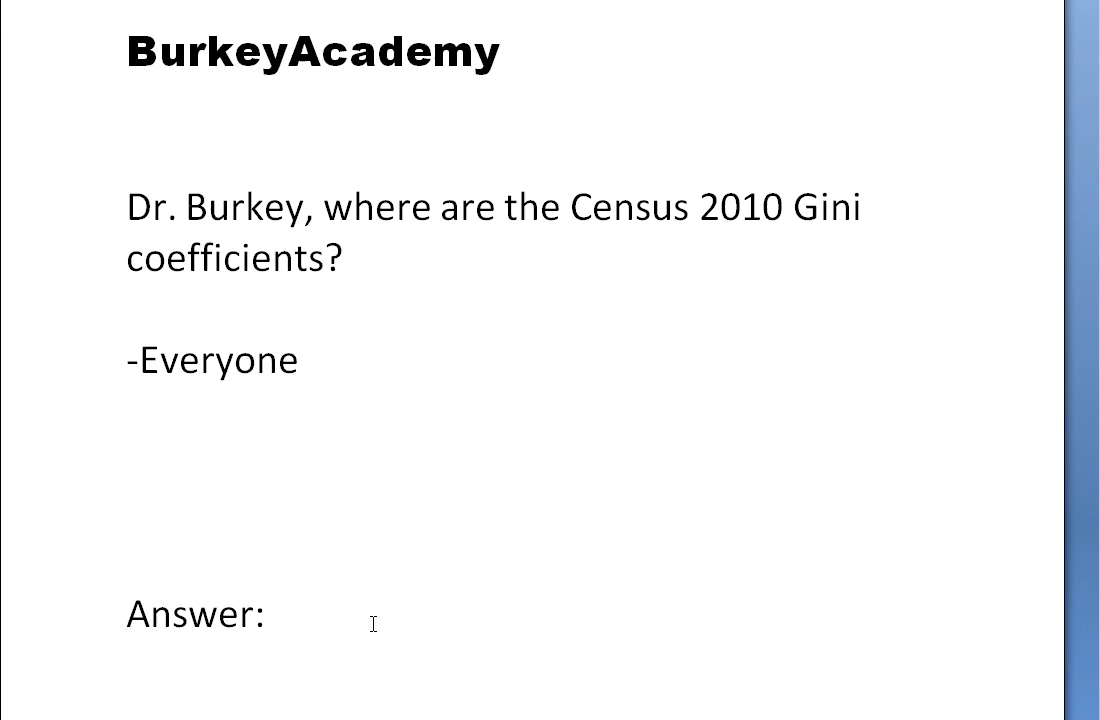 BurkeyAcademy
Dr. Burkey, where are the Census 2010 Gini
coefficients?
-Everyone
Answer: